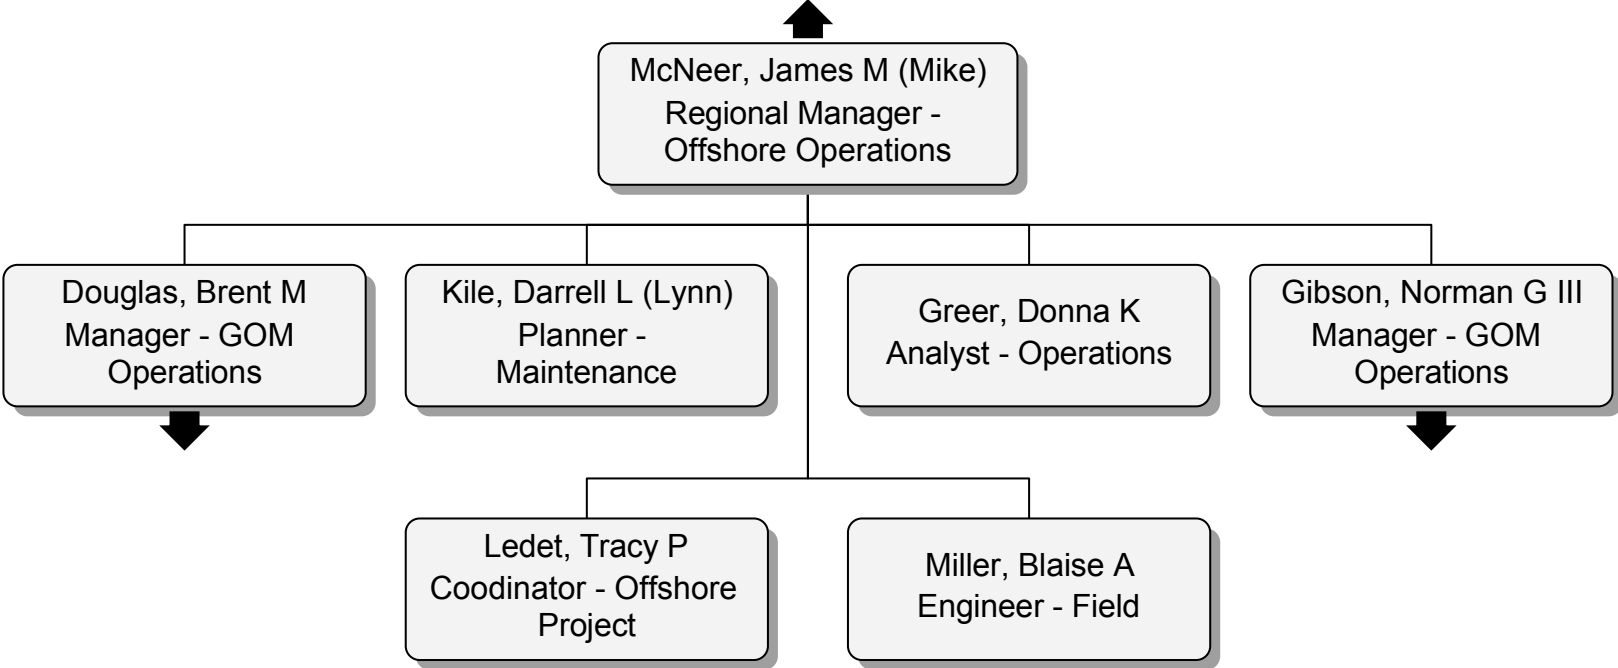 McNeer, James M (Mike)
Regional Manager -
Offshore Operations
Douglas, Brent M
Manager - GOM
Operations
Kile, Darrell L (Lynn)
Planner -
Maintenance
Greer, Donna K
Analyst - Operations
Gibson, Norman G III
Manager - GOM
Operations
Ledet, Tracy P
Coodinator - Offshore
Project
Miller, Blaise A
Engineer - Field